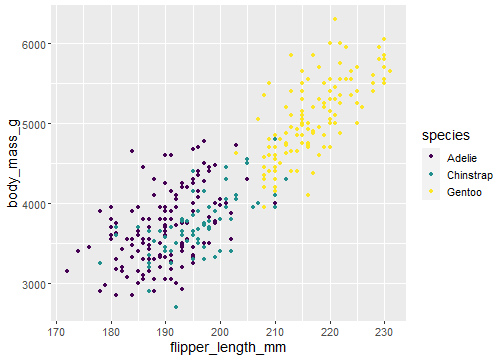 6000
5000
4000
3000
body_mass_g
170
180
190
200
210
220
230
flipper_length_mm
species
Adelie
Chinstrap
Gentoo